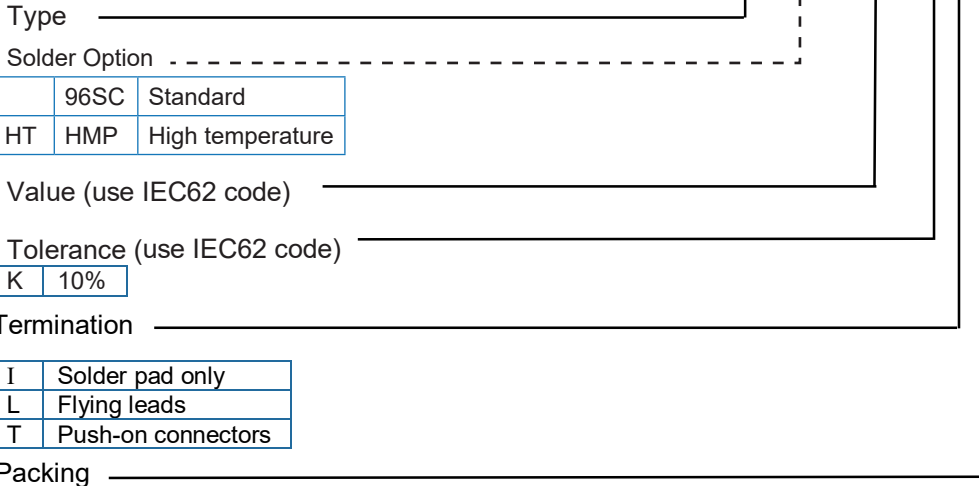 Type
Solder Option
96SC Standard
HT HMP High temperature
Value (use IEC62 code)
Tolerance (use IEC62 code)
K 10%
Termination
I Solder pad only
L Flying leads
T Push-on connectors
Packing